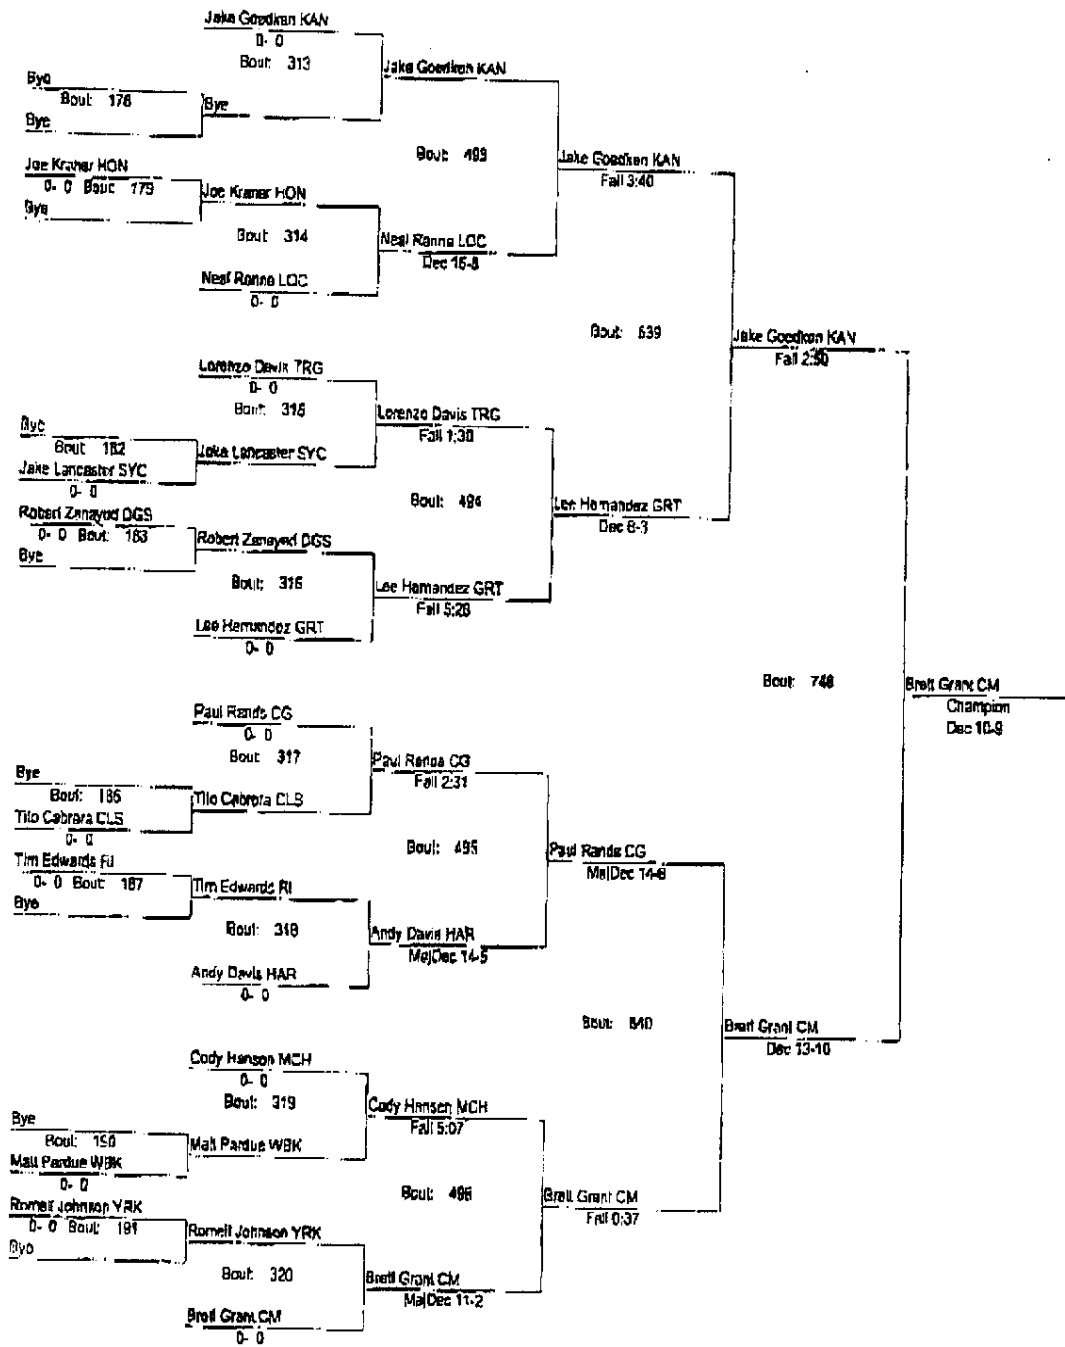 Jake Goedken KAN
0- 0
Bout: 313
Jake Goedken KAN
Bye
Bout: 178
Bye
Bye
Bout: 493
Jake Goedken KAN
Fall 3:40
Joe Kramer HON
0- 0 Bout: 179
Joe Kramer HON
Bye
Bout: 314
Neal Ranne LOC
Dec 15-8
Neal Ranne LOC
0- 0
Bout: 639
Jake Goedken KAN
Fall 2:50
Lorenzo Davis TRG
0- 0
Bout: 315
Lorenzo Davis TRG
Fall 1:30
Bye
Bout: 182
Jake Lancaster SYC
Jake Lancaster SYC
0- 0
Bout: 494
Lee Hernandez GRT
Dec 8-3
Robert Zanayed DGS
0- 0 Bout: 183
Robert Zanayed DGS
Bye
Bout: 316
Lee Hernandez GRT
Fall 5:28
Lee Hernandez GRT
0- 0
Bout: 748
Brett Grant CM
Champion
Dec 10-9
Paul Rands CG
0- 0
Bout: 317
Paul Rands CG
Fall 2:31
Bye
Bout: 186
Tito Cabrera CLS
Tito Cabrera CLS
0- 0
Bout: 495
Paul Rands CG
MajDec 14-6
Tim Edwards RI
0- 0 Bout: 187
Tim Edwards RI
Bye
Bout: 318
Andy Davis HAR
MajDec 14-5
Andy Davis HAR
0- 0
Bout: 640
Brett Grant CM
Dec 13-10
Cody Hansen MCH
0- 0
Bout: 319
Cody Hansen MCH
Fall 5:07
Bye
Bout: 190
Matt Pardue WBK
Matt Pardue WBK
0- 0
Bout: 496
Brett Grant CM
Fall 0:37
Romell Johnson YRK
0- 0 Bout: 191
Romell Johnson YRK
Bye
Bout: 320
Brett Grant CM
MajDec 11-2
Brett Grant CM
0- 0